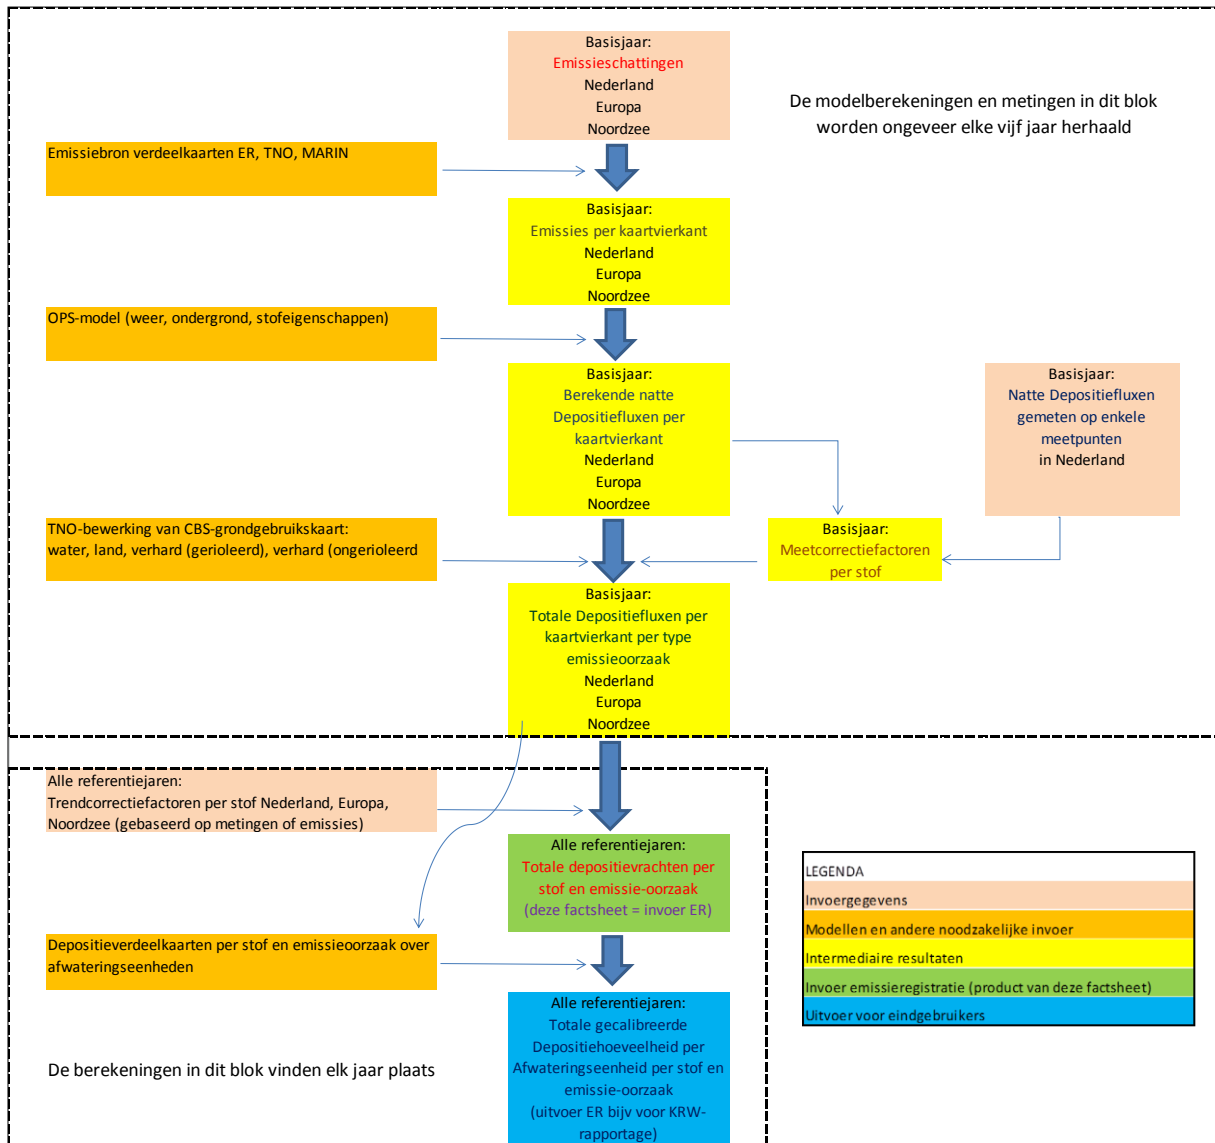 Basisjaar:
Emissieschattingen
Nederland
Europa
Noordzee
De modelberekeningen en metingen in dit blok
worden ongeveer elke vijf jaar herhaald
Emissiebron verdeelkaarten ER, TNO, MARIN
Basisjaar:
Emissies per kaartvierkant
Nederland
Europa
Noordzee
OPS-model (weer, ondergrond, stofeigenschappen)
Basisjaar:
Berekende natte
Depositiefluxen per
kaartvierkant
Nederland
Europa
Noordzee
Basisjaar:
Natte Depositiefluxen
gemeten op enkele
meetpunten
in Nederland
TNO-bewerking van CBS-grondgebruikskaart:
water, land, verhard (gerioleerd), verhard (ongerioleerd
Basisjaar:
Meetcorrectiefactoren
per stof
Basisjaar:
Totale Depositiefluxen per
kaartvierkant per type
emissieoorzaak
Nederland
Europa
Noordzee
Alle referentiejaren:
Trendcorrectiefactoren per stof Nederland, Europa,
Noordzee (gebaseerd op metingen of emissies)
Alle referentiejaren:
Totale depositievrachten per
stof en emissie-oorzaak
(deze factsheet = invoer ER)
Depositieverdeelkaarten per stof en emissieoorzaak over
afwateringseenheden
Alle referentiejaren:
Totale gecalibreerde
Depositiehoeveelheid per
Afwateringseenheid per stof en
emissie-oorzaak
(uitvoer ER bijv voor KRW-
rapportage)
De berekeningen in dit blok vinden elk jaar plaats
LEGENDA
Invoergegevens
Modellen en andere noodzakelijke invoer
Intermediaire resultaten
Invoer emissieregistratie (product van deze factsheet)
Uitvoer voor eindgebruikers